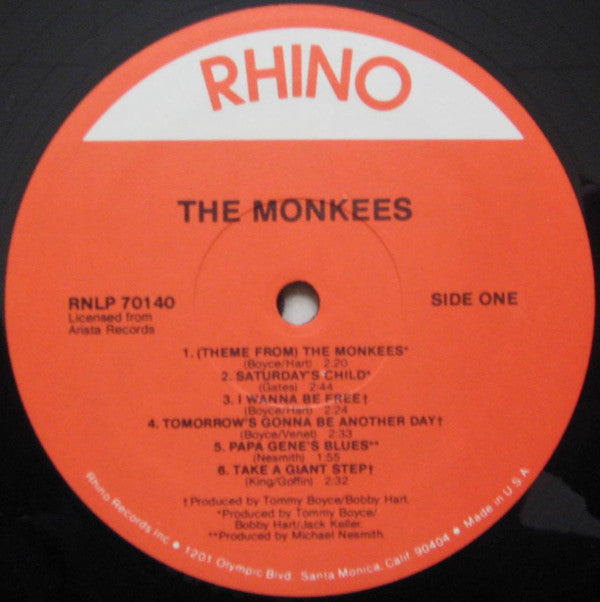 RHINO
THE MONKEES
RNLP 70140
Licensed from
Arista Records
SIDE ONE
1. (THEME FROM) THE MONKEES*
(Boyce/Hart) 2:20
2. SATURDAY'S CHILD*
(Gates) 2:44
3. I WANNA BE FREE†
(Boyce/Hart) 2:24
4. TOMORROW'S GONNA BE ANOTHER DAY†
(Boyce/Venet) 2:33
5. PAPA GENE'S BLUES**
(Nesmith) 1:55
6. TAKE A GIANT STEP†
(King/Goffin) 2:32
†Produced by Tommy Boyce/Bobby Hart.
*Produced by Tommy Boyce/
Bobby Hart/Jack Keller.
**Produced by Michael Nesmith.
Rhino Records Inc • 1201 Olympic Blvd. Santa Monica, Calif. 90404 • Made in U.S.A.